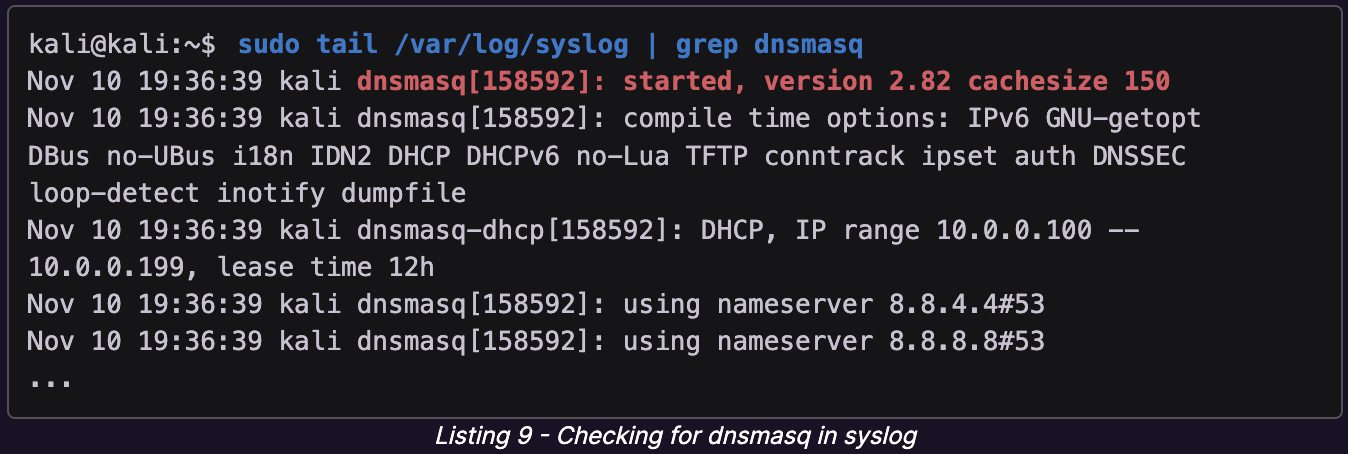 kali@kali:~$ sudo tail /var/log/syslog | grep dnsmasq
Nov 10 19:36:39 kali dnsmasq[158592]: started, version 2.82 cachesize 150
Nov 10 19:36:39 kali dnsmasq[158592]: compile time options: IPv6 GNU-getopt
DBus no-UBus i18n IDN2 DHCP DHCPv6 no-Lua TFTP conntrack ipset auth DNSSEC
loop-detect inotify dumpfile
Nov 10 19:36:39 kali dnsmasq-dhcp[158592]: DHCP, IP range 10.0.0.100 --
10.0.0.199, lease time 12h
Nov 10 19:36:39 kali dnsmasq[158592]: using nameserver 8.8.4.4#53
Nov 10 19:36:39 kali dnsmasq[158592]: using nameserver 8.8.8.8#53
...
Listing 9 - Checking for dnsmasq in syslog